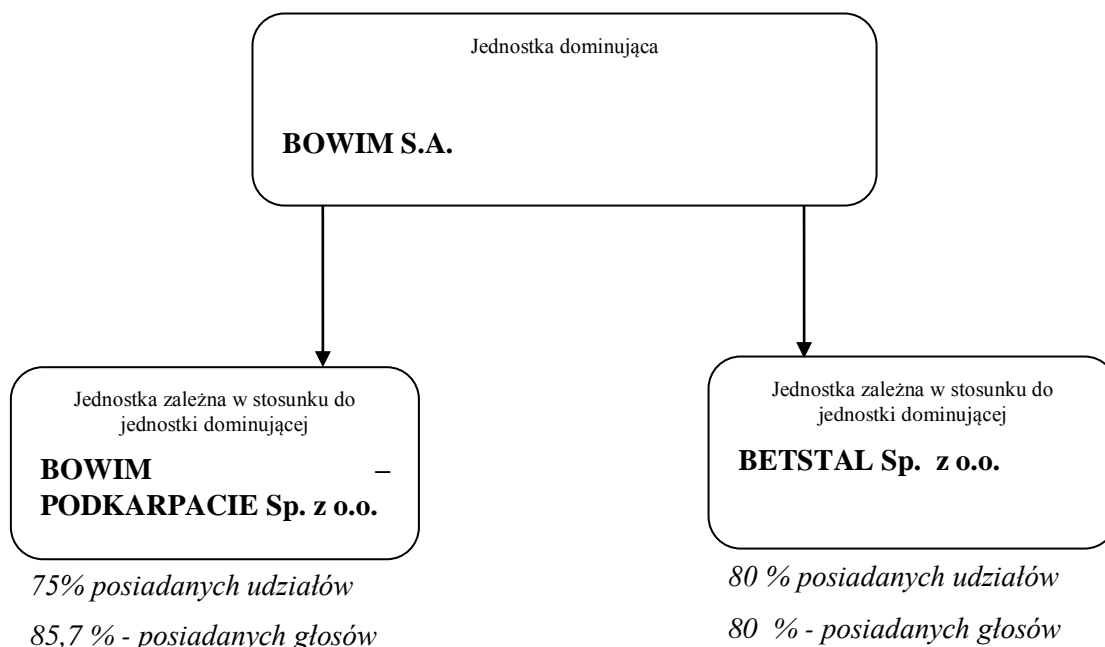 Jednostka dominująca
BOWIM S.A.
Jednostka zależna w stosunku do
jednostki dominującej
BOWIM –
PODKARPACIE Sp. z o.o.
75% posiadanych udziałów
85,7 % - posiadanych głosów
Jednostka zależna w stosunku do
jednostki dominującej
BETSTAL Sp. z o.o.
80 % posiadanych udziałów
80 % - posiadanych głosów